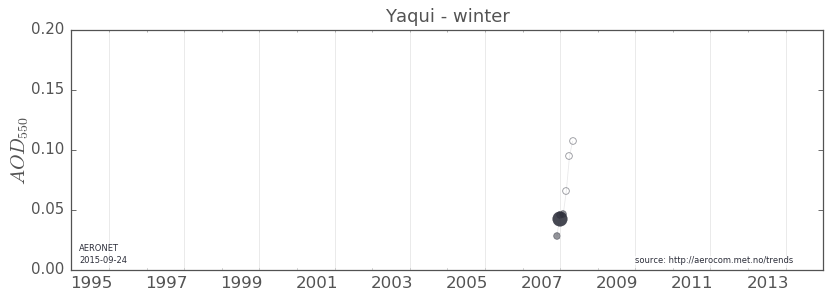 Yaqui - winter
0.20
0.15
0.10
0.05
0.00
AOD550
AERONET
2015-09-24
source: http://aerocom.met.no/trends
1995 1997 1999 2001 2003 2005 2007 2009 2011 2013